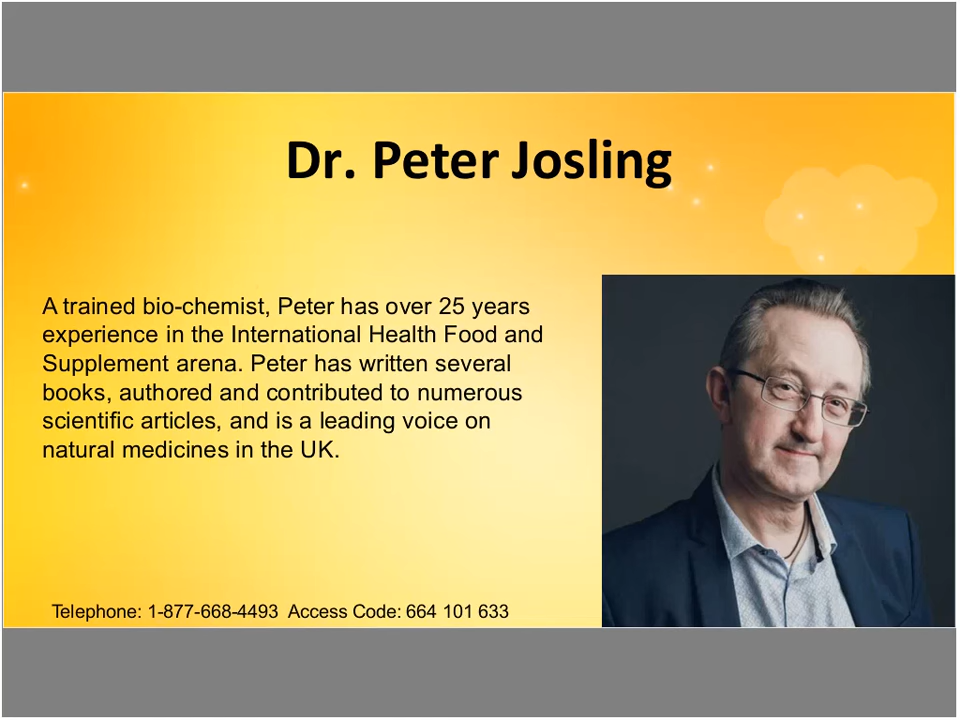 Dr. Peter Josling
A trained bio-chemist, Peter has over 25 years
experience in the International Health Food and
Supplement arena. Peter has written several
books, authored and contributed to numerous
scientific articles, and is a leading voice on
natural medicines in the UK.
Telephone: 1-877-668-4493  Access Code: 664 101 633